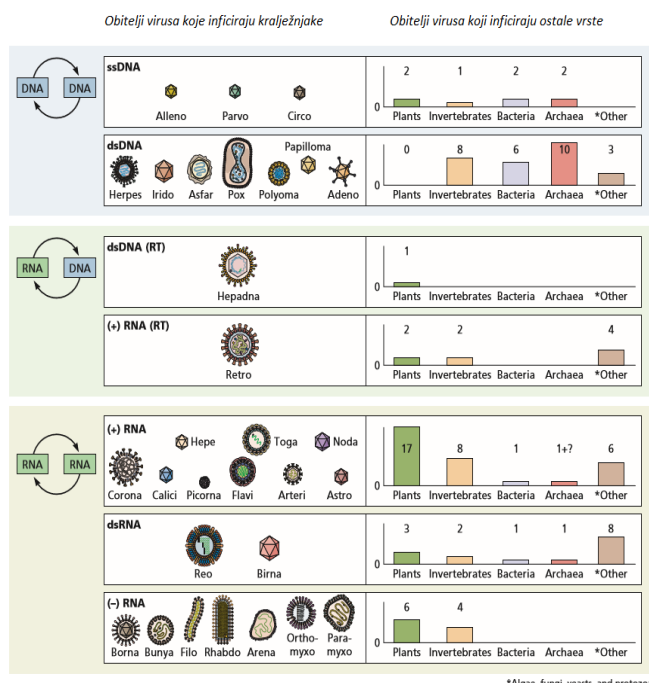 Obitelji virusa koje inficiraju kralježnjake
Obitelji virusa koji inficiraju ostale vrste
DNA DNA
ssDNA
Alleno Parvo Circo
2 1 2 2
0
Plants Invertebrates Bacteria Archaea *Other
dsDNA
Papilloma
Herpes Irido Asfar Pox Polyoma Adeno
0 8 6 10 3
0
Plants Invertebrates Bacteria Archaea *Other
RNA DNA
dsDNA (RT)
Hepadna
1
0
Plants Invertebrates Bacteria Archaea *Other
(+) RNA (RT)
Retro
2 2 4
0
Plants Invertebrates Bacteria Archaea *Other
RNA RNA
(+) RNA
Hepe Toga Noda
Corona Calici Picorna Flavi Arteri Astro
17 8 1 1+? 6
0
Plants Invertebrates Bacteria Archaea *Other
dsRNA
Reo Birna
3 2 1 1 8
0
Plants Invertebrates Bacteria Archaea *Other
(–) RNA
Borna Bunya Filo Rhabdo Arena Ortho-
myxo
Para-
myxo
6 4
0
Plants Invertebrates Bacteria Archaea *Other
*Algae, fungi, yeasts, and protozoa